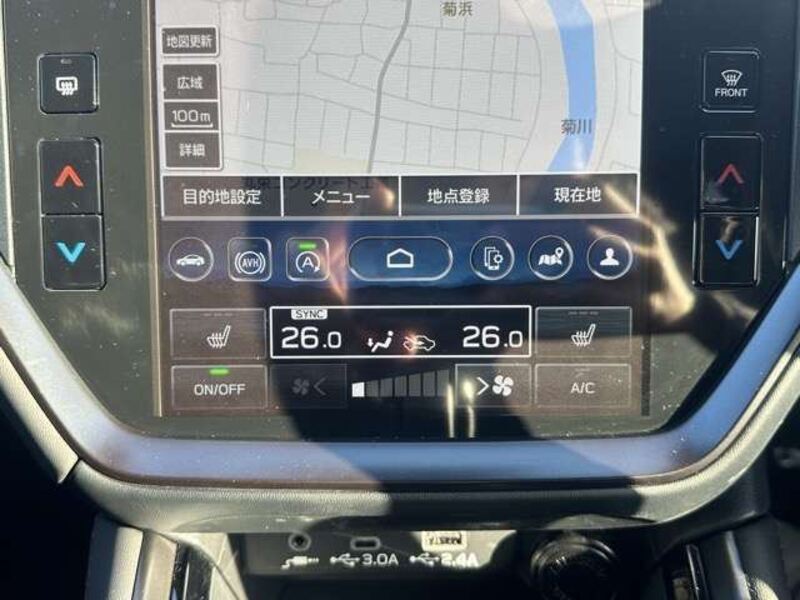 菊浜
地図更新
広域
100m
詳細
菊川
FRONT
目的地設定 メニュー 地点登録 現在地
AVH A
SYNC
26.0 26.0
ON/OFF A/C
3.0A 2.4A